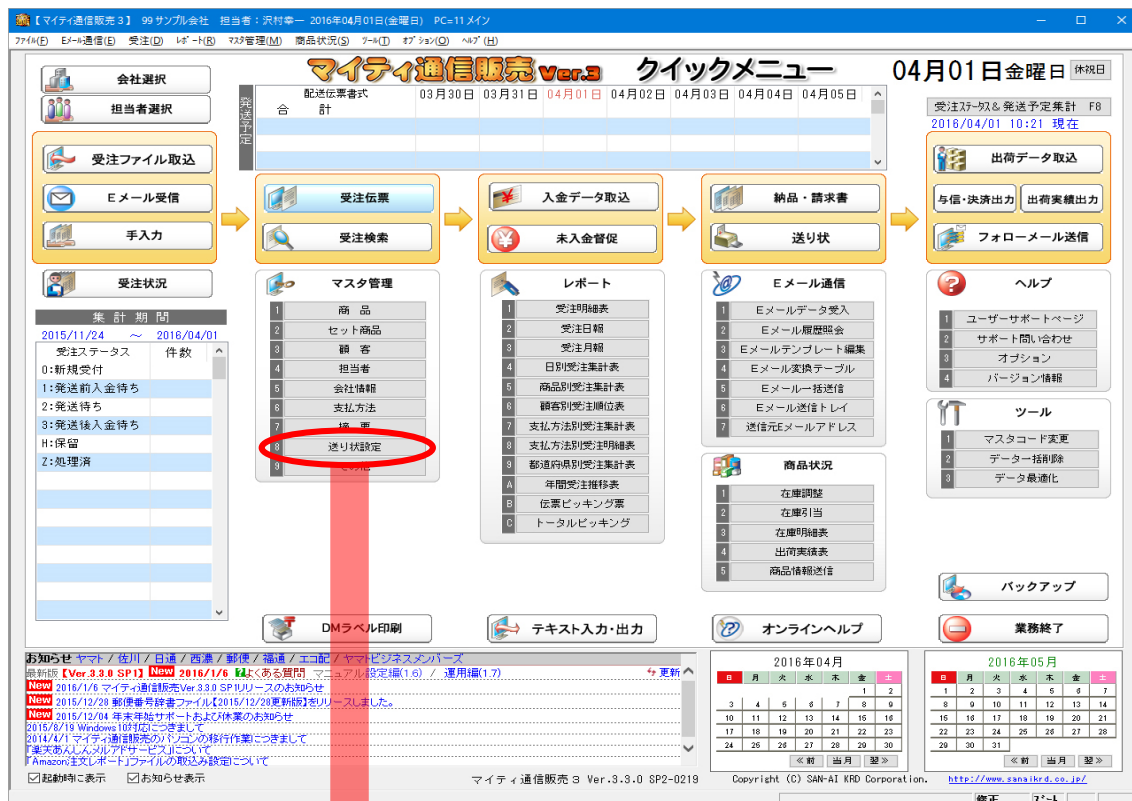 【マイティ通信販売３】 99 サンプル会社 担当者：沢村幸一 2016年04月01日(金曜日) PC=11 メイン
ファイル(F) Eメール通信(E) 受注(D) レポート(R) マスタ管理(M) 商品状況(S) ツール(T) オプション(O) ヘルプ(H)
マイティ通信販売 Ver.3 クイックメニュー
04月01日金曜日 休祝日
会社選択
担当者選択
発送予定
配送伝票書式 03月30日 03月31日 04月01日 04月02日 04月03日 04月04日 04月05日
合 計
受注ステータス&発送予定集計 F8
2016/04/01 10:21 現在
受注ファイル取込
Eメール受信
手入力
受注伝票
受注検索
入金データ取込
未入金督促
納品・請求書
送り状
出荷データ取込
与信・決済出力 出荷実績出力
フォローメール送信
受注状況
集 計 期 間
2015/11/24 ～ 2016/04/01
受注ステータス 件数
0:新規受付
1:発送前入金待ち
2:発送待ち
3:発送後入金待ち
H:保留
Z:処理済
マスタ管理
1 商 品
2 セット商品
3 顧 客
4 担当者
5 会社情報
6 支払方法
7 摘 要
8 送り状設定
9 その他
レポート
1 受注明細表
2 受注日報
3 受注月報
4 日別受注集計表
5 商品別受注集計表
6 顧客別受注順位表
7 支払方法別受注集計表
8 支払方法別受注明細表
9 都道府県別受注集計表
A 年間受注推移表
B 伝票ピッキング票
C トータルピッキング
Eメール通信
1 Eメールデータ受入
2 Eメール履歴照会
3 Eメールテンプレート編集
4 Eメール変換テーブル
5 Eメール一括送信
6 Eメール送信トレイ
7 送信元Eメールアドレス
商品状況
1 在庫調整
2 在庫引当
3 在庫明細表
4 出荷実績表
5 商品情報送信
ヘルプ
1 ユーザーサポートページ
2 サポート問い合わせ
3 オプション
4 バージョン情報
ツール
1 マスタコード変更
2 データ一括削除
3 データ最適化
バックアップ
DMラベル印刷
テキスト入力・出力
オンラインヘルプ
業務終了
お知らせ ヤマト / 佐川 / 日通 / 西濃 / 郵便 / 福通 / エコ配 / ヤマトビジネスメンバーズ
最新版【Ver.3.3.0 SP1】 New 2016/1/6 よくある質問 マニュアル設定編(1.6) / 運用編(1.7) 更新
New 2016/1/6 マイティ通信販売Ver3.3.0 SP1リリースのお知らせ
New 2015/12/28 郵便番号辞書ファイル【2015/12/28更新版】をリリースしました。
New 2015/12/04 年末年始サポートおよび休業のお知らせ
2015/8/19 Windows10対応につきまして
2014/4/1 マイティ通信販売のパソコンの移行作業につきまして
「楽天あんしんメルアドサービス」について
「Amazon注文レポート」ファイルの取込み設定について
2016年04月
日 月 火 水 木 金 土
1 2
3 4 5 6 7 8 9
10 11 12 13 14 15 16
17 18 19 20 21 22 23
24 25 26 27 28 29 30
≪前 当月 翌≫
2016年05月
日 月 火 水 木 金 土
1 2 3 4 5 6 7
8 9 10 11 12 13 14
15 16 17 18 19 20 21
22 23 24 25 26 27 28
29 30 31
≪前 当月 翌≫
起動時に表示 お知らせ表示
マイティ通信販売３ Ver.3.3.0 SP2-0219
Copyright (C) SAN-AI KRD Corporation. http://www.sanaikrd.co.jp/
修正 ズーム